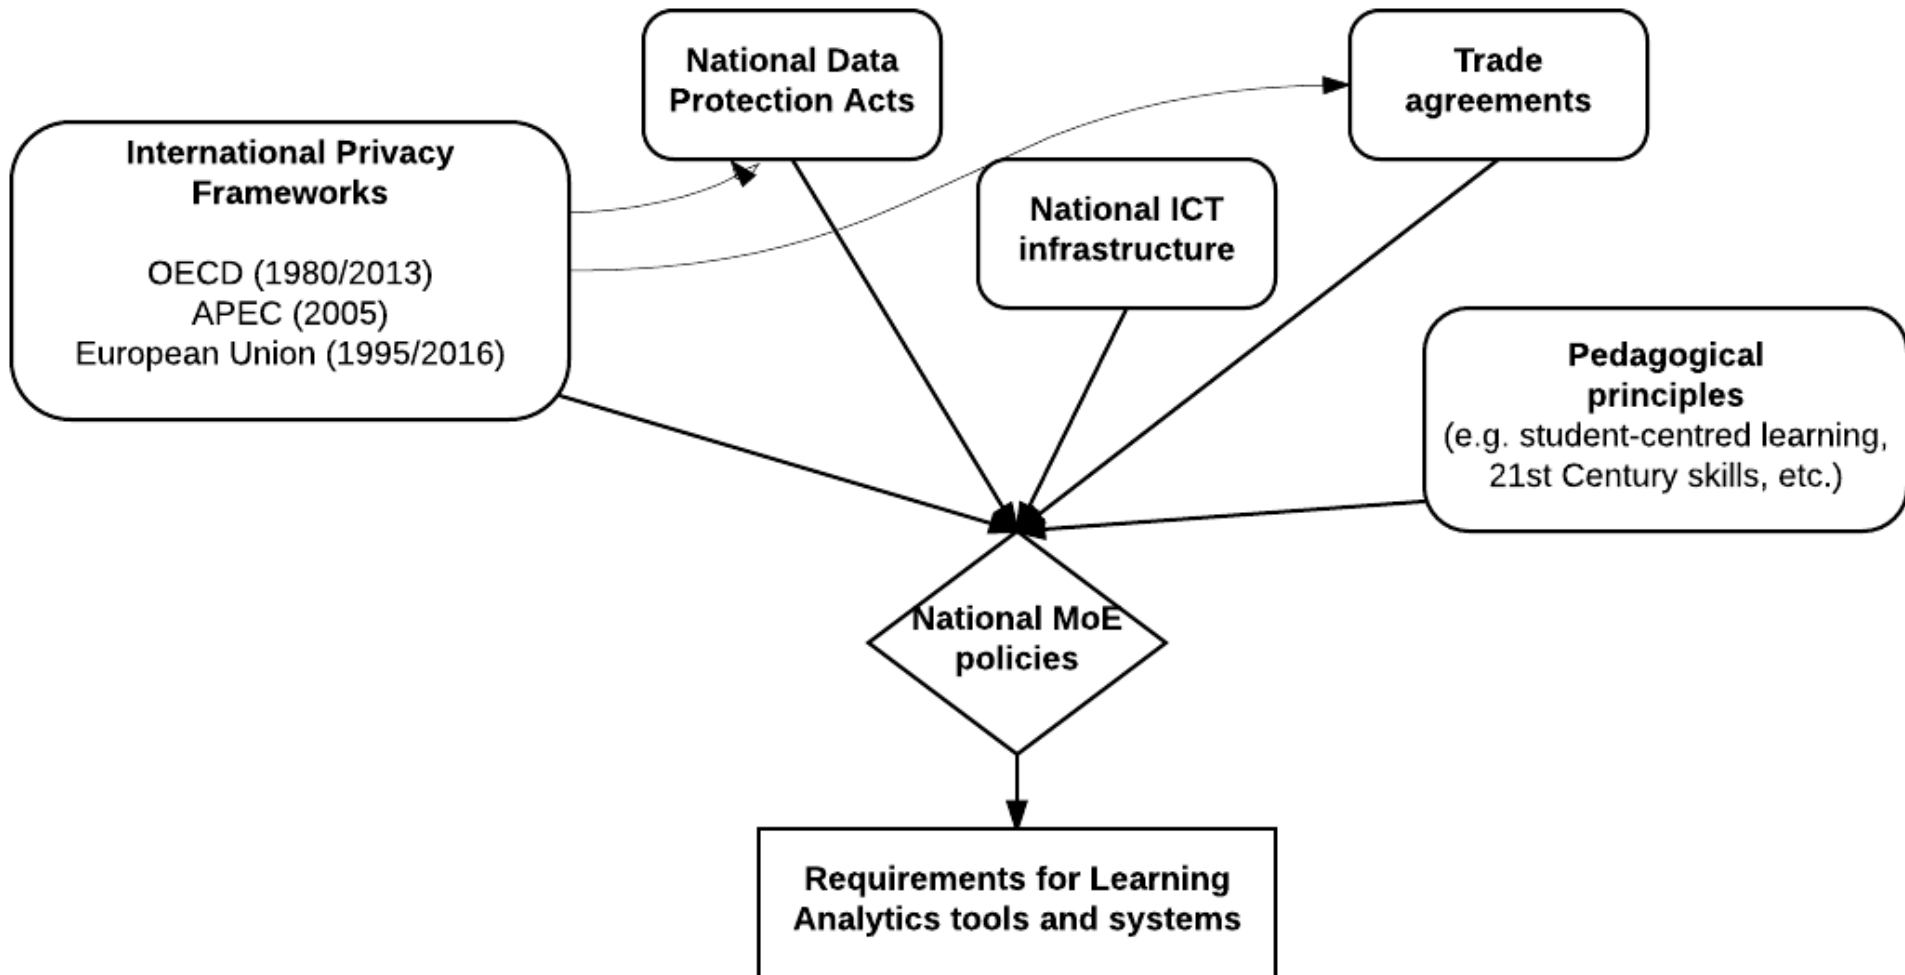 National Data
Protection Acts
Trade
agreements
International Privacy
Frameworks
OECD (1980/2013)
APEC (2005)
European Union (1995/2016)
National ICT
infrastructure
Pedagogical
principles
(e.g. student-centred learning,
21st Century skills, etc.)
National MoE
policies
Requirements for Learning
Analytics tools and systems